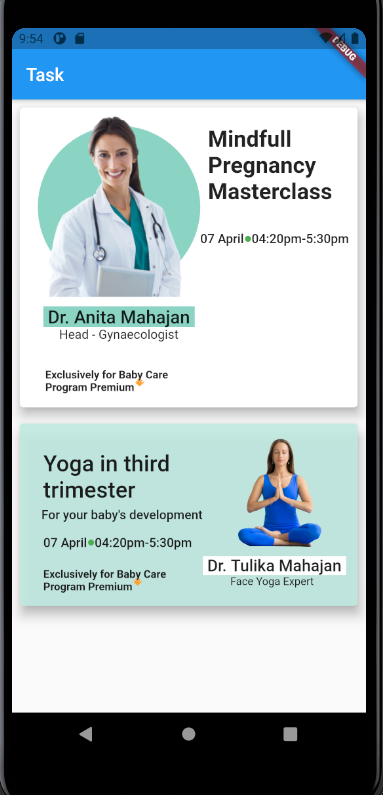 9:54
DEBUG
Task
Mindfull
Pregnancy
Masterclass
07 April●04:20pm-5:30pm
Dr. Anita Mahajan
Head - Gynaecologist
Exclusively for Baby Care
Program Premium
Yoga in third
trimester
For your baby's development
07 April●04:20pm-5:30pm
Exclusively for Baby Care
Program Premium
Dr. Tulika Mahajan
Face Yoga Expert